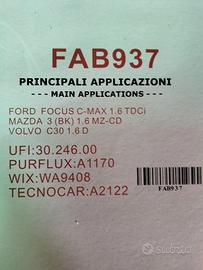 FAB937
PRINCIPALI APPLICAZIONI
- MAIN APPLICATIONS -
FORD FOCUS C-MAX 1.6 TDCi
MAZDA 3 (BK) 1.6 MZ-CD
VOLVO C30 1.6 D
UFI:30.246.00
PURFLUX:A1170
WIX:WA9408
TECNOCAR:A2122
FAB937
subito